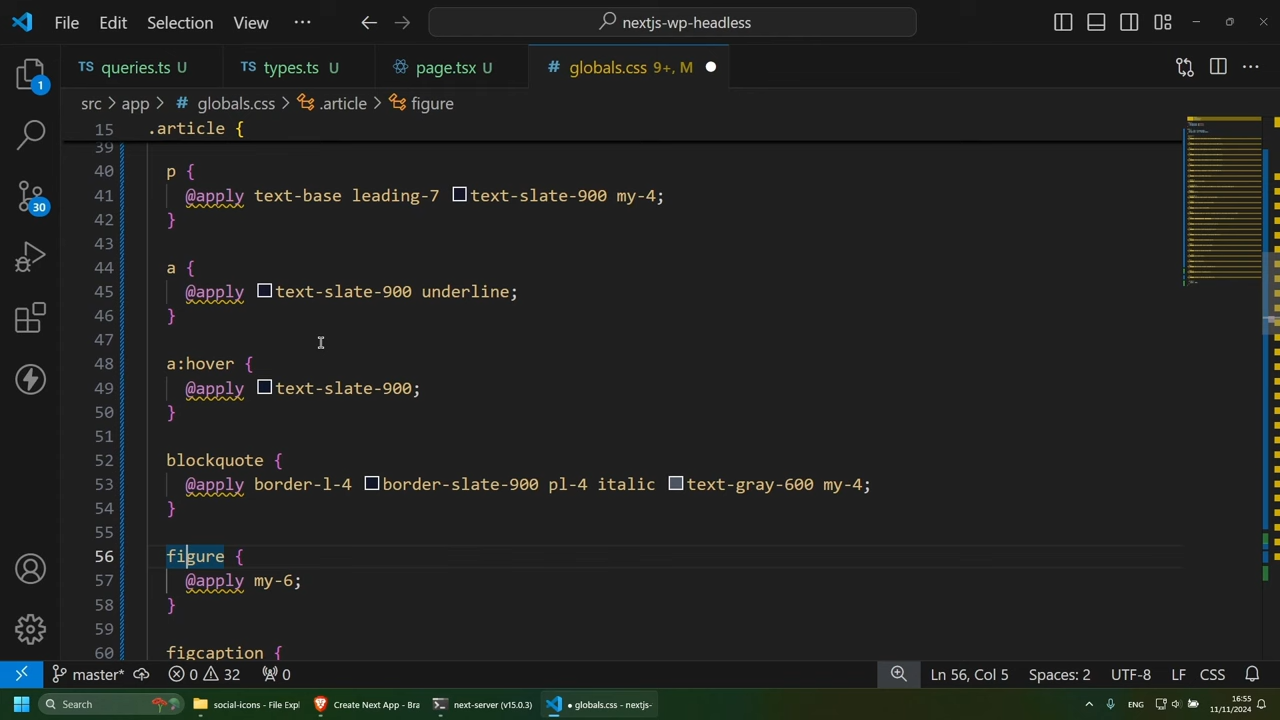 File Edit Selection View ··· nextjs-wp-headless
TS queries.ts U TS types.ts U page.tsx U # globals.css 9+, M
src > app > # globals.css > .article > figure
15 .article {
39
40 p {
41 @apply text-base leading-7 text-slate-900 my-4;
42 }
43
44 a {
45 @apply text-slate-900 underline;
46 }
47
48 a:hover {
49 @apply text-slate-900;
50 }
51
52 blockquote {
53 @apply border-l-4 border-slate-900 pl-4 italic text-gray-600 my-4;
54 }
55
56 figure {
57 @apply my-6;
58 }
59
60 figcaption {
1
30
master* 0 32 0 Ln 56, Col 5 Spaces: 2 UTF-8 LF CSS
Search social-icons - File Expl Create Next App - Bra next-server (v15.0.3) • globals.css - nextjs- ENG 16:55
11/11/2024